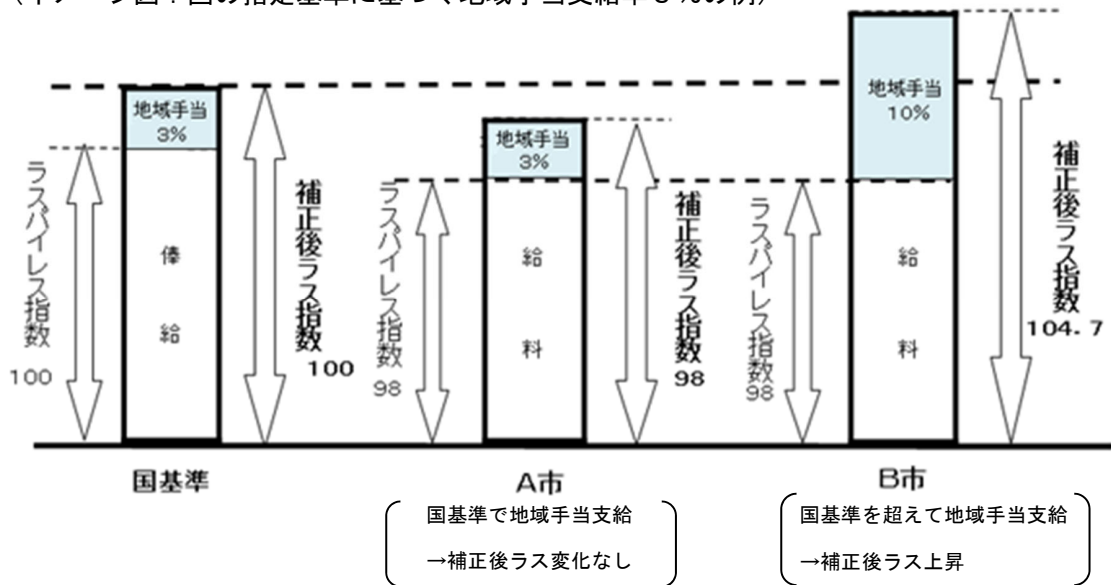 (イメージ図：国の指定基準に基づく地域手当支給率3%の例)
地域手当
3%
俸給
ラスパイレス指数
100
補正後ラス指数
100
国基準
地域手当
3%
給料
ラスパイレス指数
98
補正後ラス指数
98
A市
国基準で地域手当支給
→補正後ラス変化なし
地域手当
10%
給料
ラスパイレス指数
98
補正後ラス指数
104.7
B市
国基準を超えて地域手当支給
→補正後ラス上昇